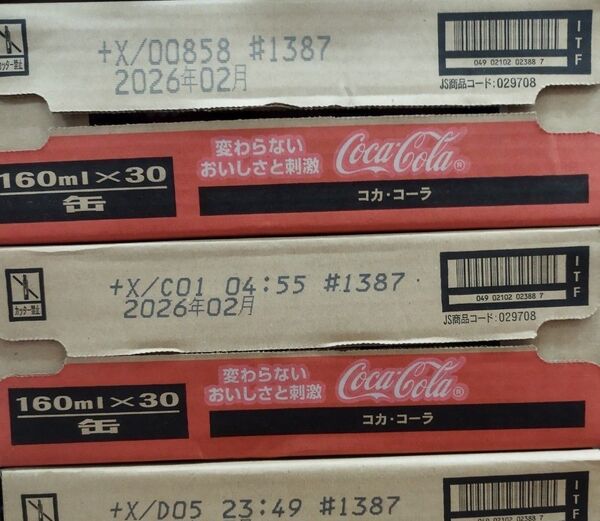 +X/00858 #1387
2026年02月
ッター禁止
ITF
049 02102 02388 7
JS商品コード:029708
160ml×30
缶
変わらない
おいしさと刺激
Coca-Cola®
コカ・コーラ
+X/C01 04:55 #1387
2026年02月
カッター禁止
ITF
049 02102 02388 7
JS商品コード:029708
160ml×30
缶
変わらない
おいしさと刺激
Coca-Cola®
コカ・コーラ
+X/D05 23:49 #1387
ITF